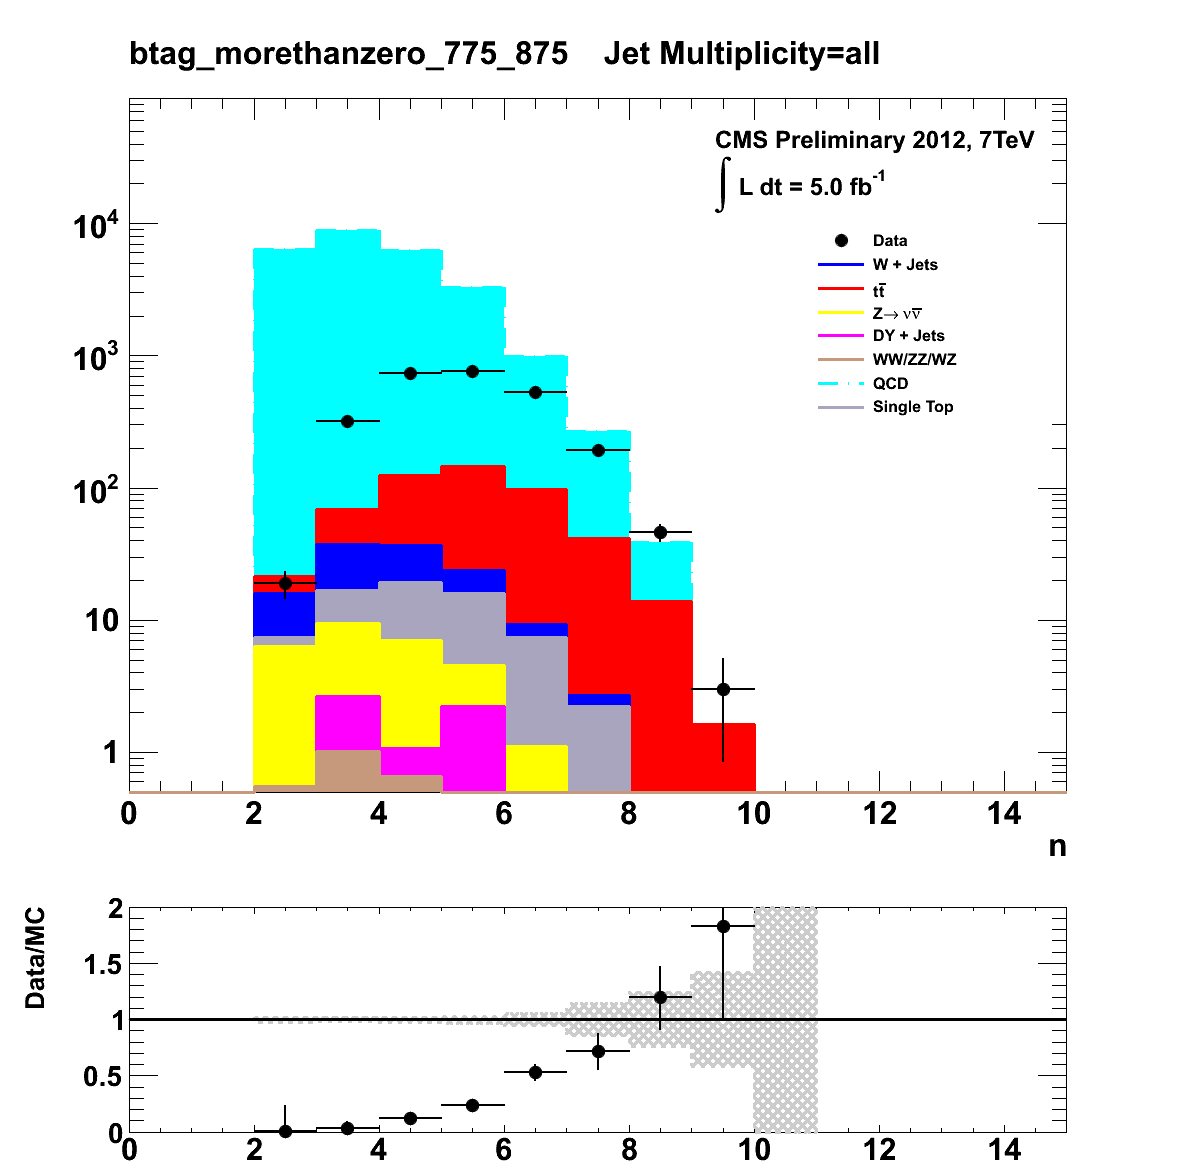 btag_morethanzero_775_875 Jet Multiplicity=all
CMS Preliminary 2012, 7TeV
∫ L dt = 5.0 fb⁻¹
Data
W + Jets
tt̅
Z→ νν̅
DY + Jets
WW/ZZ/WZ
QCD
Single Top
10⁴
10³
10²
10
1
0 2 4 6 8 10 12 14
n
Data/MC
2
1.5
1
0.5
0
0 2 4 6 8 10 12 14